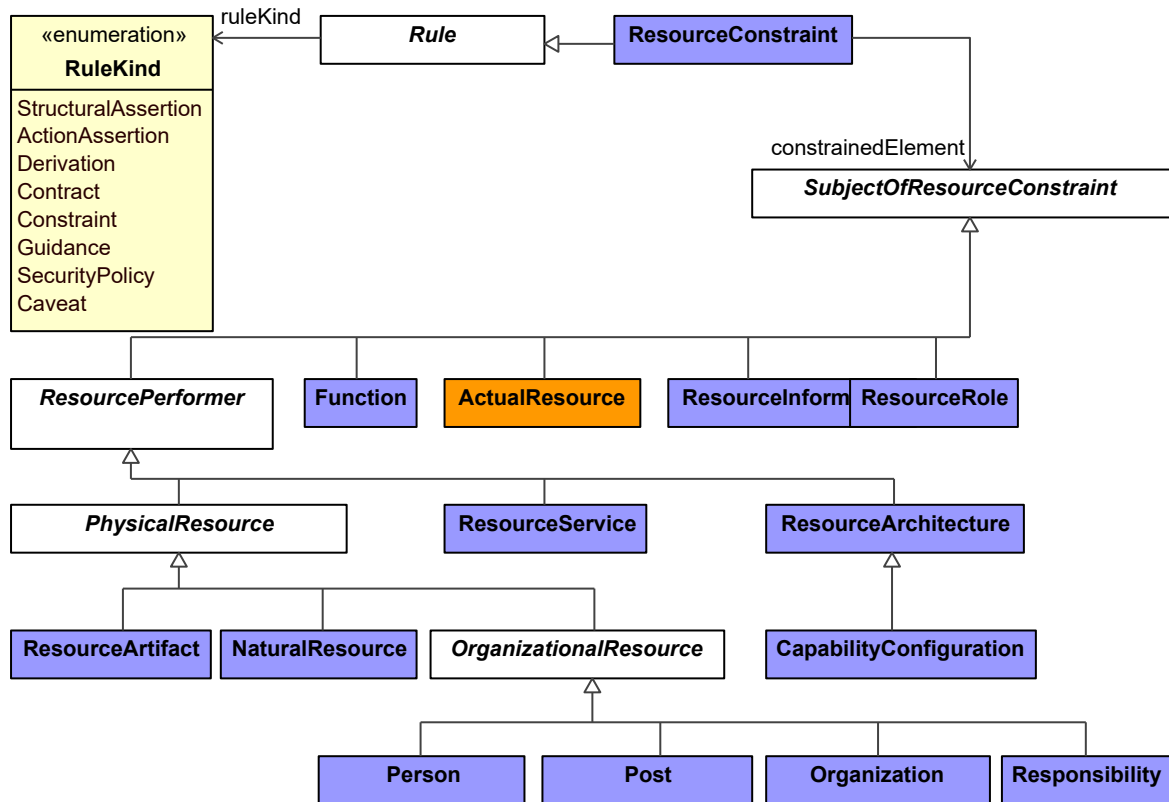 «enumeration»
RuleKind
StructuralAssertion
ActionAssertion
Derivation
Contract
Constraint
Guidance
SecurityPolicy
Caveat
ruleKind
Rule
ResourceConstraint
constrainedElement
SubjectOfResourceConstraint
ResourcePerformer
Function
ActualResource
ResourceInform
ResourceRole
PhysicalResource
ResourceService
ResourceArchitecture
ResourceArtifact
NaturalResource
OrganizationalResource
CapabilityConfiguration
Person
Post
Organization
Responsibility